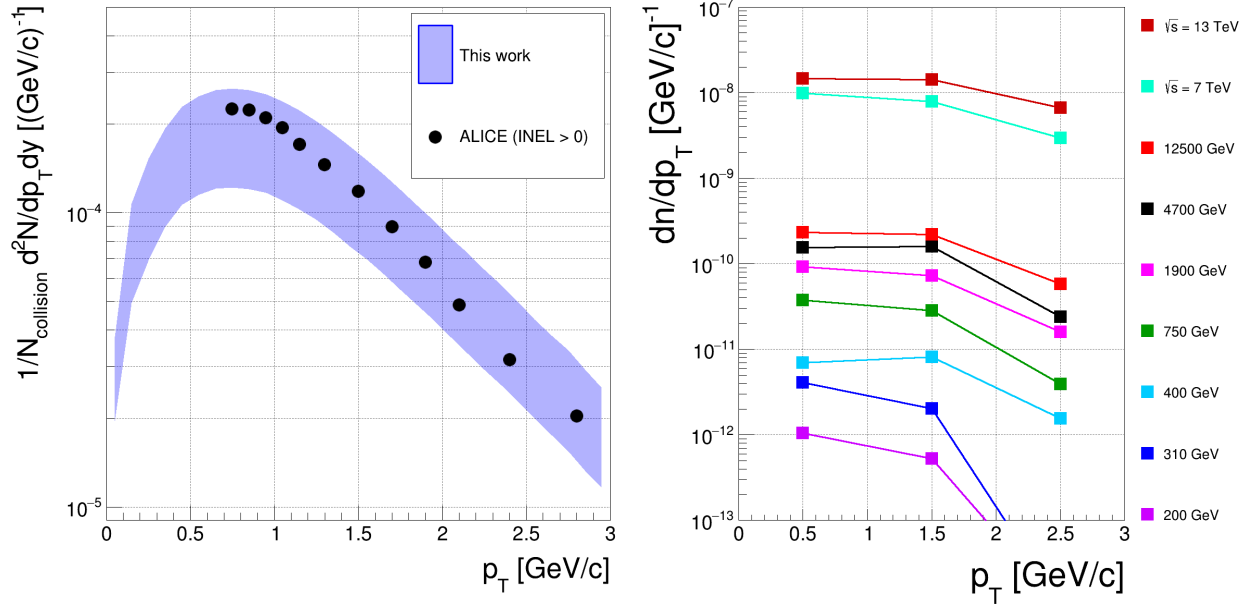 1/N_collision d²N/dp_T dy [(GeV/c)⁻¹]
10⁻⁴
10⁻⁵
This work
ALICE (INEL > 0)
0 0.5 1 1.5 2 2.5 3
p_T [GeV/c]
dn/dp_T [GeV/c]⁻¹
10⁻⁷
10⁻⁸
10⁻⁹
10⁻¹⁰
10⁻¹¹
10⁻¹²
10⁻¹³
0 0.5 1 1.5 2 2.5 3
p_T [GeV/c]
√s = 13 TeV
√s = 7 TeV
12500 GeV
4700 GeV
1900 GeV
750 GeV
400 GeV
310 GeV
200 GeV